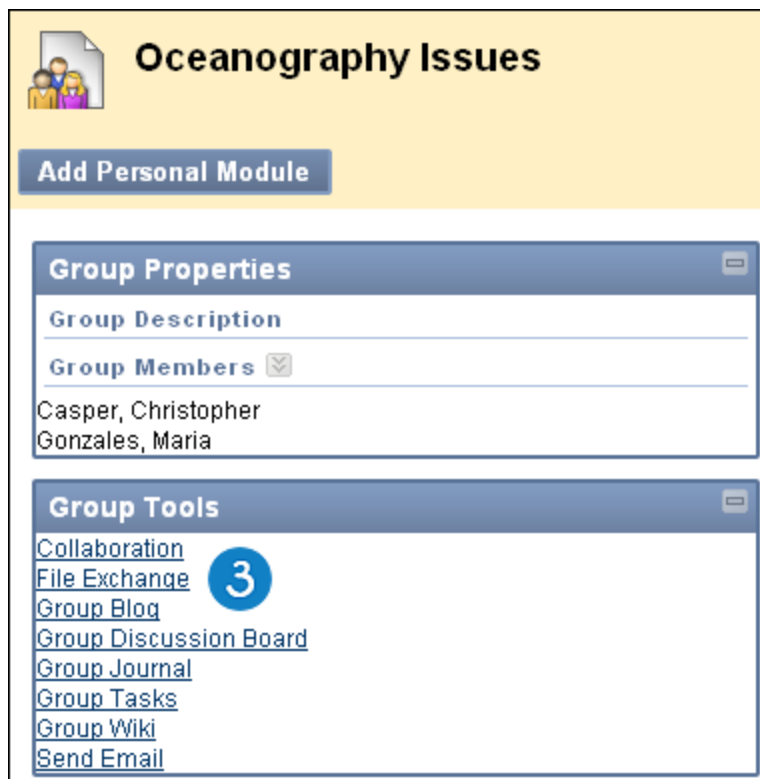 Oceanography Issues
Add Personal Module
Group Properties
Group Description
Group Members
Casper, Christopher
Gonzales, Maria
Group Tools
Collaboration
File Exchange
3
Group Blog
Group Discussion Board
Group Journal
Group Tasks
Group Wiki
Send Email